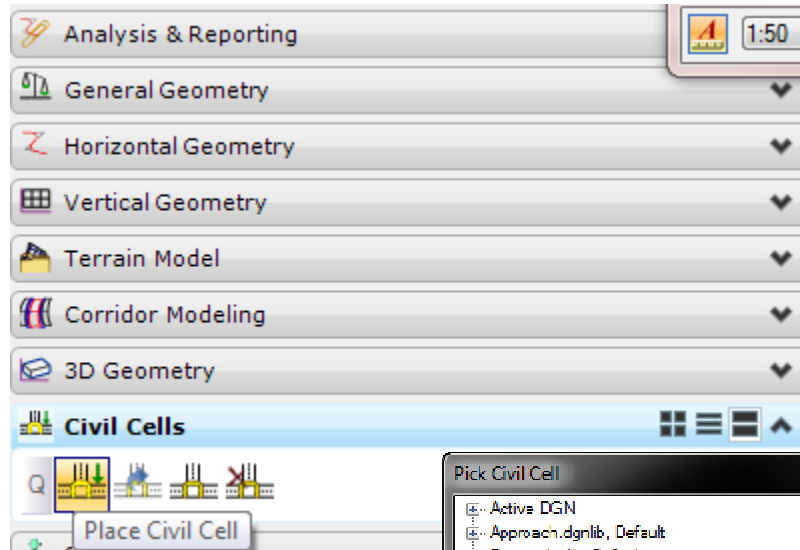 Analysis & Reporting
1:50
General Geometry
Horizontal Geometry
Vertical Geometry
Terrain Model
Corridor Modeling
3D Geometry
Civil Cells
Q
Place Civil Cell
Pick Civil Cell
Active DGN
Approach.dgnlib, Default